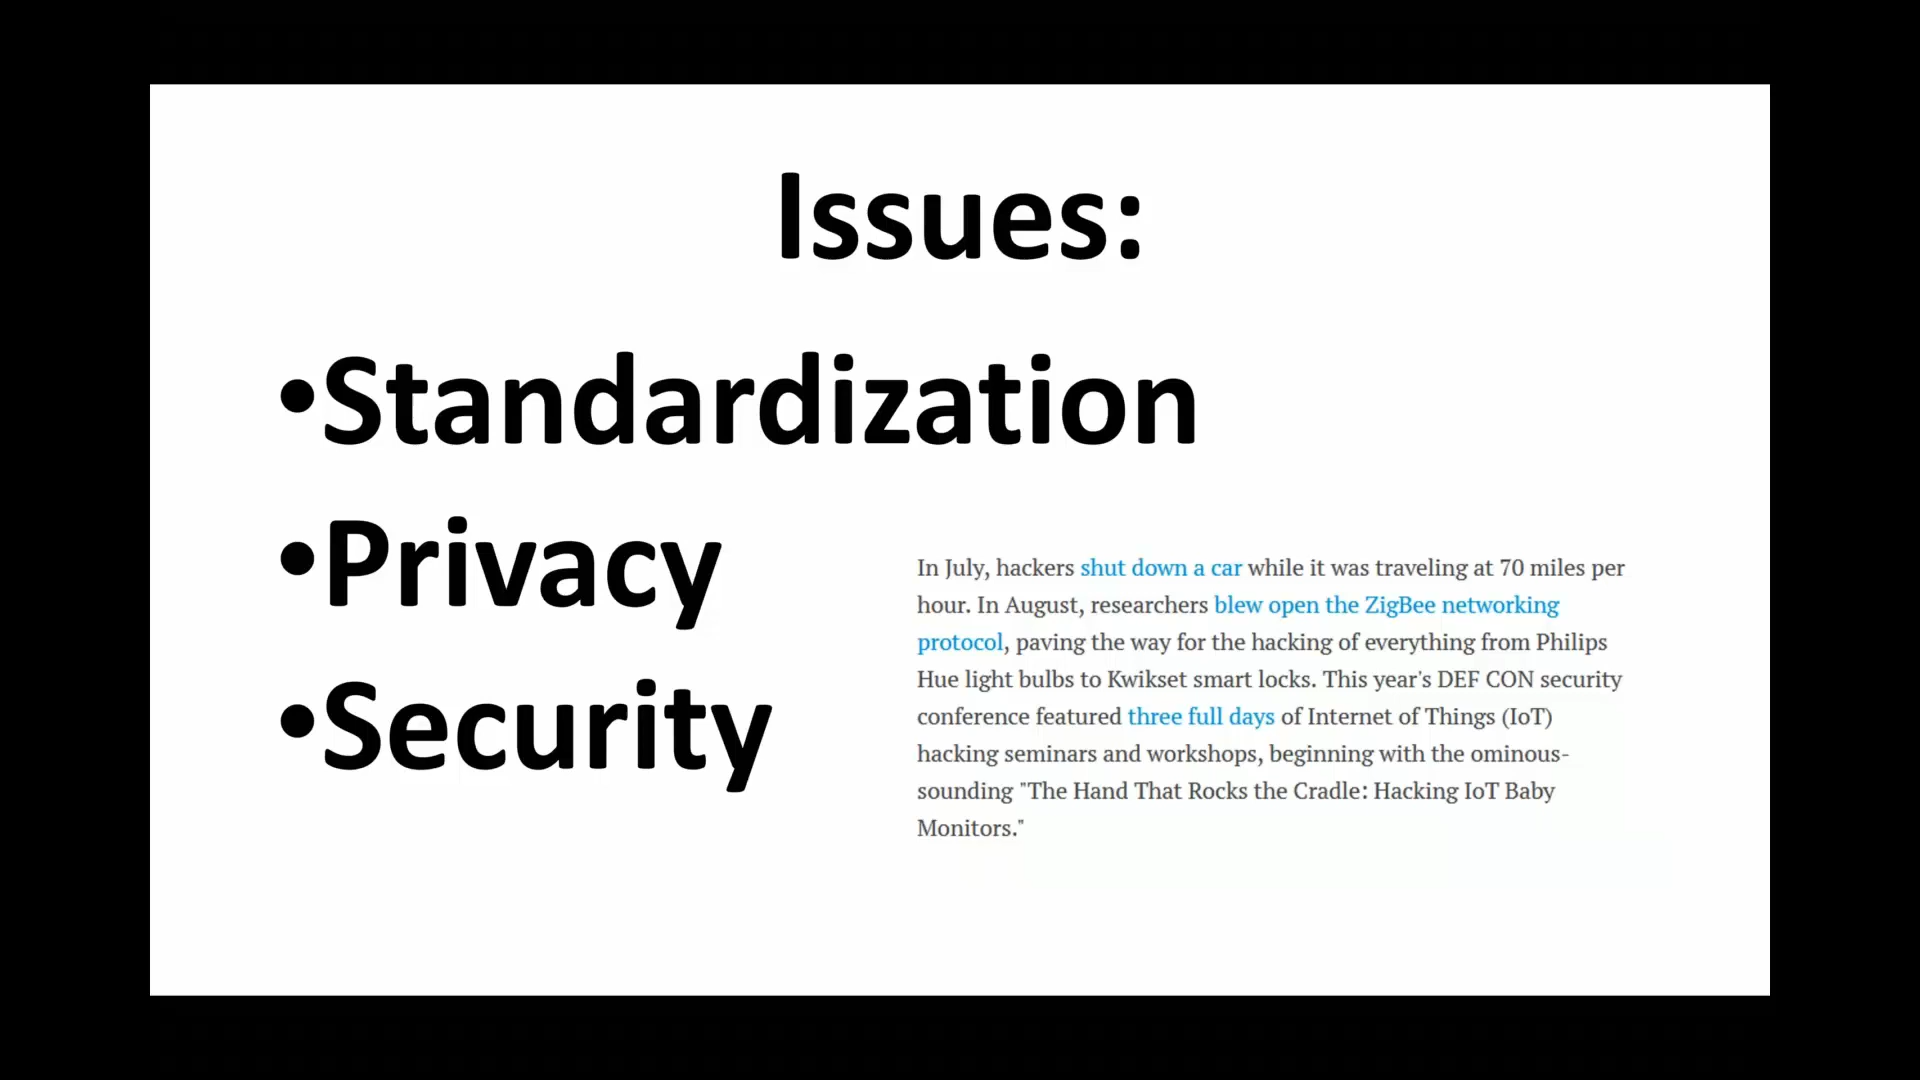 Issues:
•Standardization
•Privacy
•Security
In July, hackers shut down a car while it was traveling at 70 miles per
hour. In August, researchers blew open the ZigBee networking
protocol, paving the way for the hacking of everything from Philips
Hue light bulbs to Kwikset smart locks. This year's DEF CON security
conference featured three full days of Internet of Things (IoT)
hacking seminars and workshops, beginning with the ominous-
sounding "The Hand That Rocks the Cradle: Hacking IoT Baby
Monitors."